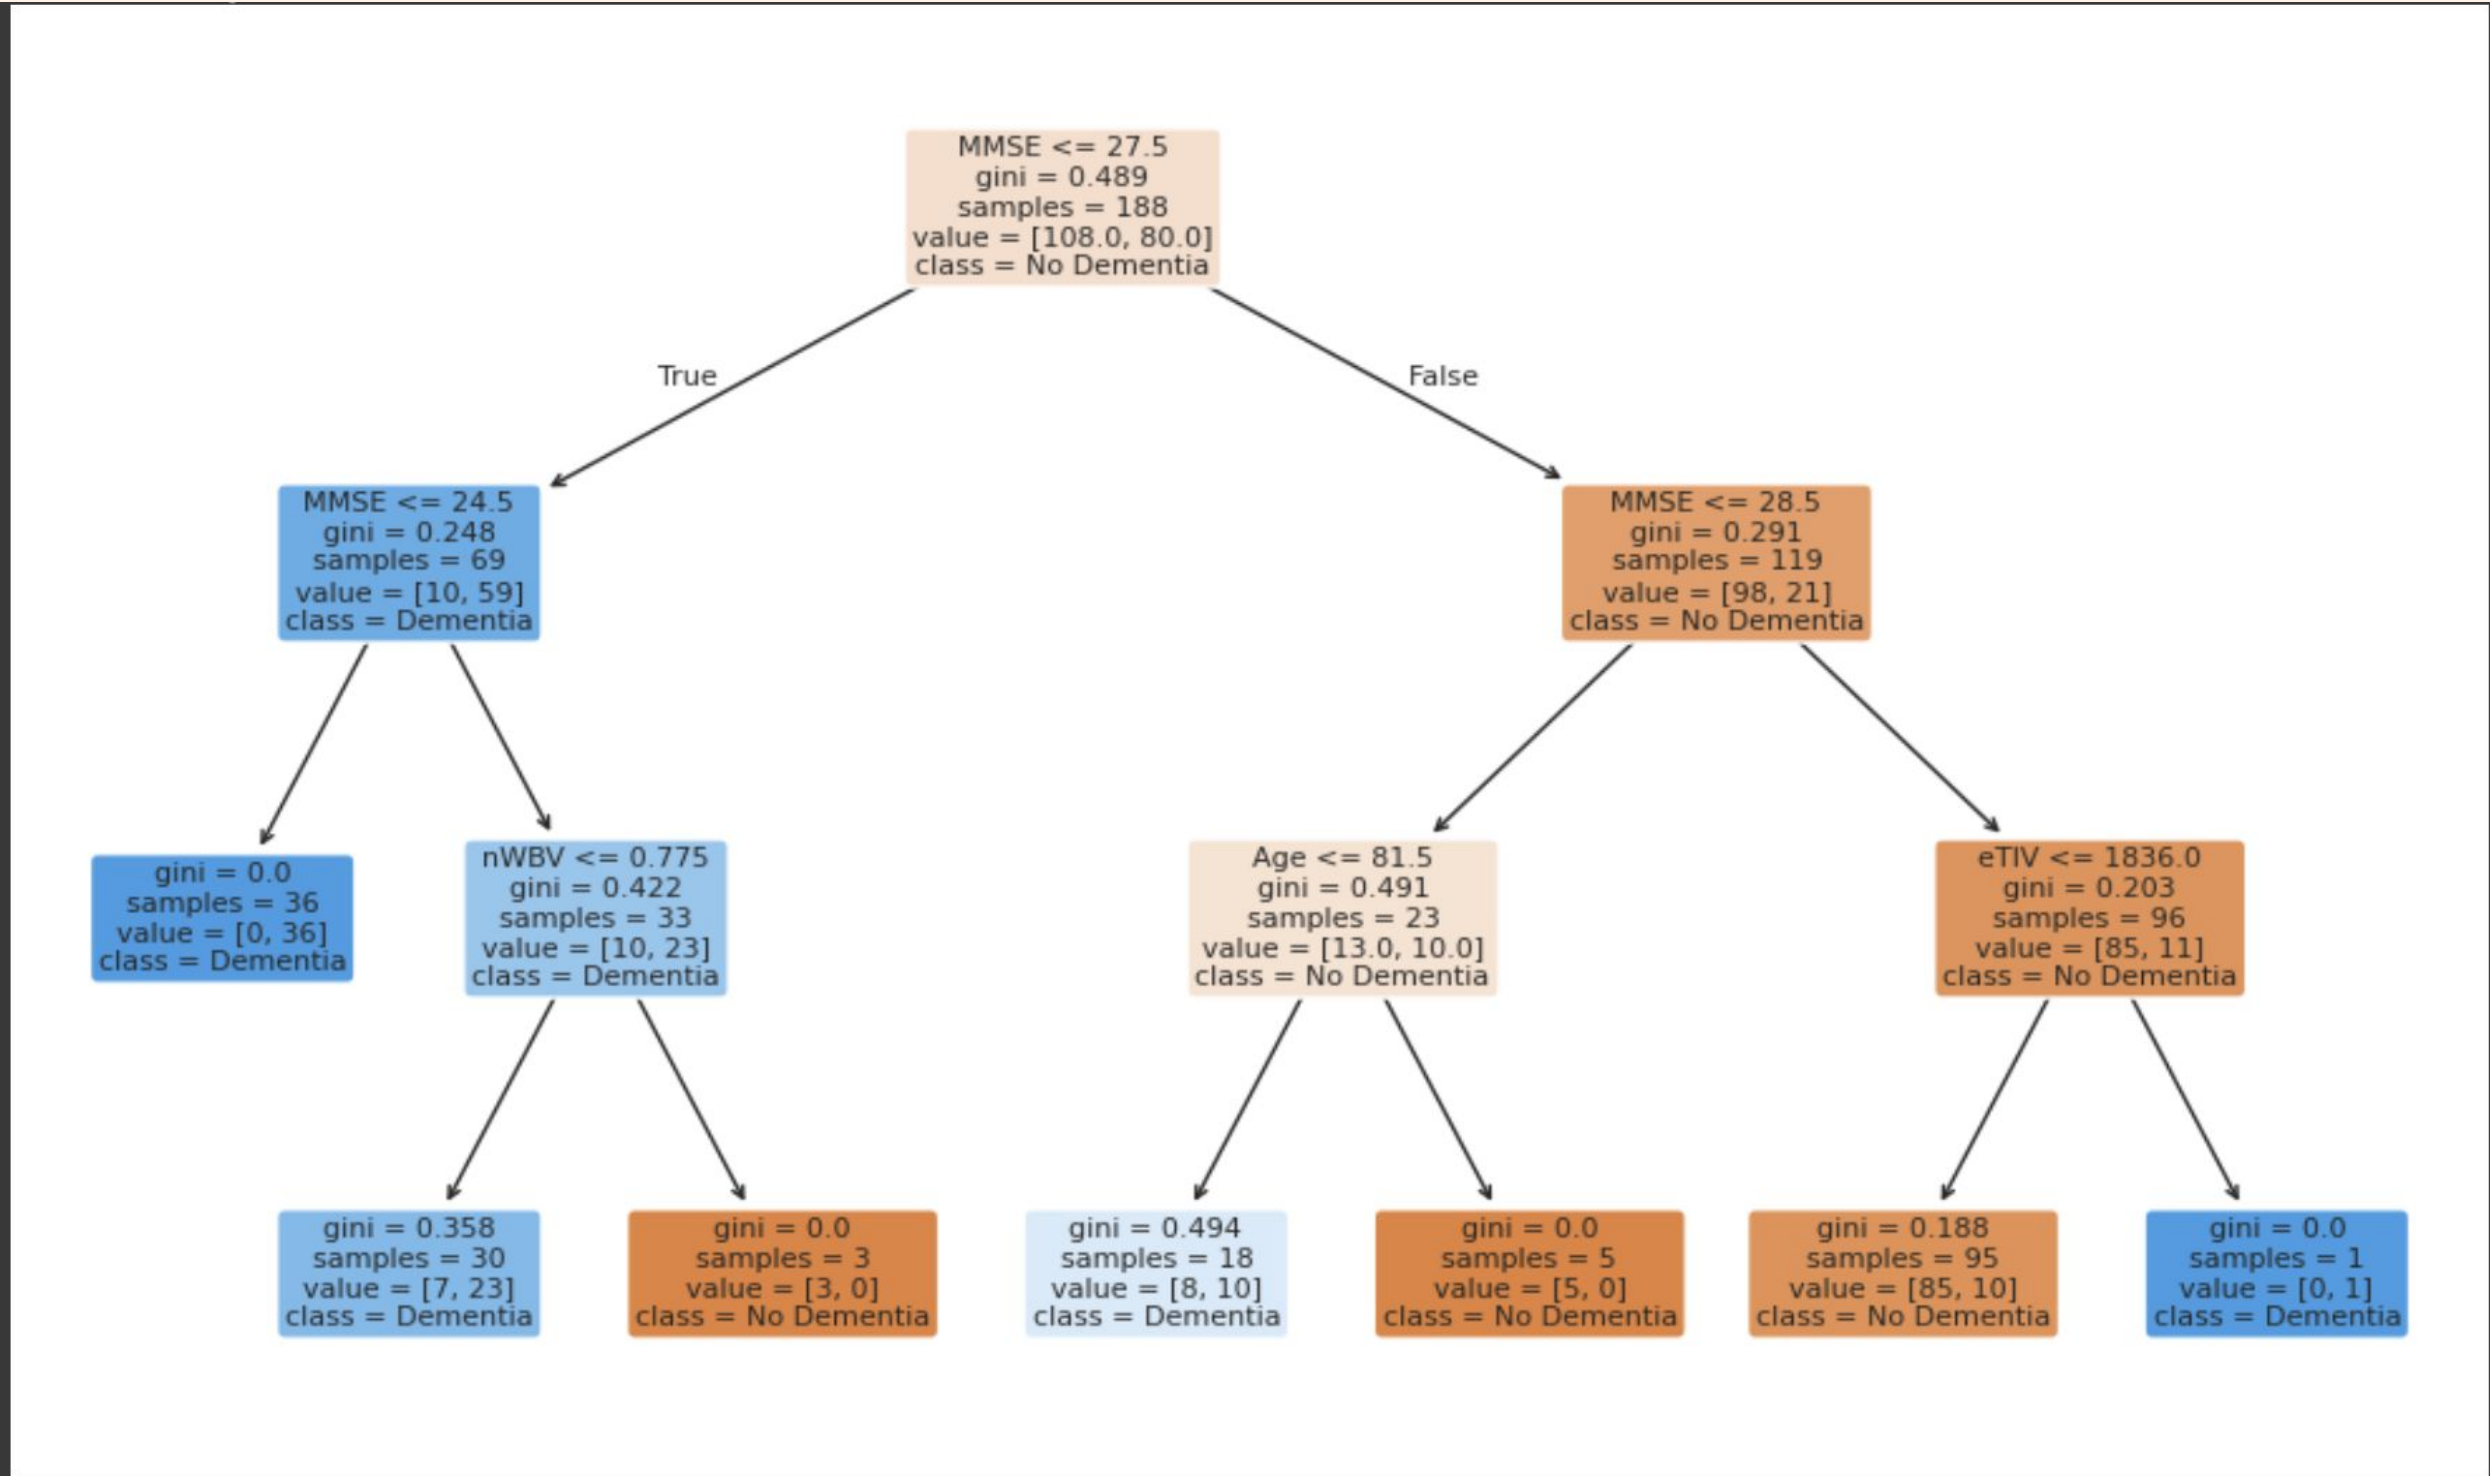 MMSE <= 27.5
gini = 0.489
samples = 188
value = [108.0, 80.0]
class = No Dementia
True
False
MMSE <= 24.5
gini = 0.248
samples = 69
value = [10, 59]
class = Dementia
MMSE <= 28.5
gini = 0.291
samples = 119
value = [98, 21]
class = No Dementia
gini = 0.0
samples = 36
value = [0, 36]
class = Dementia
nWBV <= 0.775
gini = 0.422
samples = 33
value = [10, 23]
class = Dementia
Age <= 81.5
gini = 0.491
samples = 23
value = [13.0, 10.0]
class = No Dementia
eTIV <= 1836.0
gini = 0.203
samples = 96
value = [85, 11]
class = No Dementia
gini = 0.358
samples = 30
value = [7, 23]
class = Dementia
gini = 0.0
samples = 3
value = [3, 0]
class = No Dementia
gini = 0.494
samples = 18
value = [8, 10]
class = Dementia
gini = 0.0
samples = 5
value = [5, 0]
class = No Dementia
gini = 0.188
samples = 95
value = [85, 10]
class = No Dementia
gini = 0.0
samples = 1
value = [0, 1]
class = Dementia